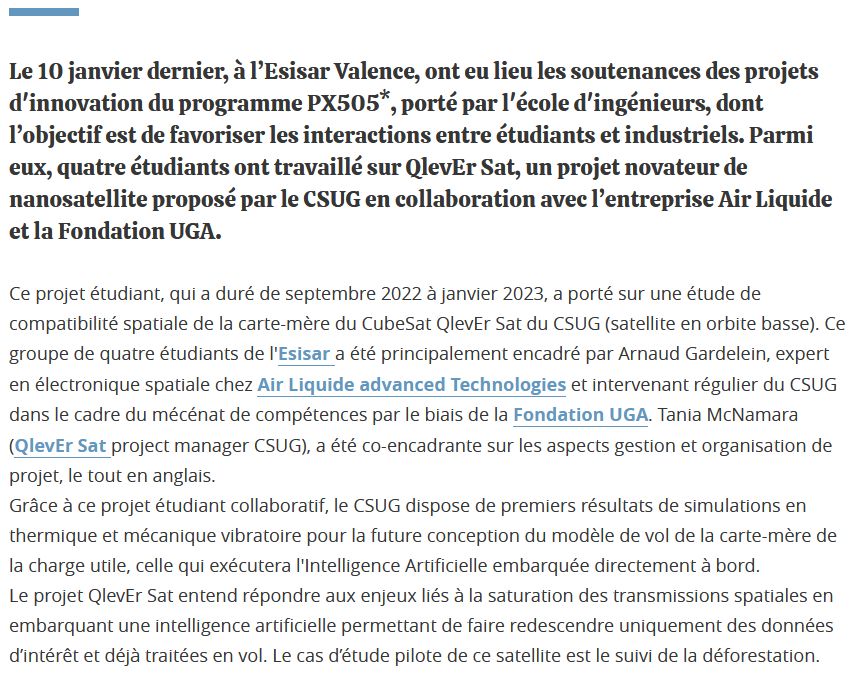 Le 10 janvier dernier, à l’Esisar Valence, ont eu lieu les soutenances des projets
d'innovation du programme PX505*, porté par l'école d'ingénieurs, dont
l’objectif est de favoriser les interactions entre étudiants et industriels. Parmi
eux, quatre étudiants ont travaillé sur QlevEr Sat, un projet novateur de
nanosatellite proposé par le CSUG en collaboration avec l’entreprise Air Liquide
et la Fondation UGA.
Ce projet étudiant, qui a duré de septembre 2022 à janvier 2023, a porté sur une étude de
compatibilité spatiale de la carte-mère du CubeSat QlevEr Sat du CSUG (satellite en orbite basse). Ce
groupe de quatre étudiants de l'Esisar a été principalement encadré par Arnaud Gardelein, expert
en électronique spatiale chez Air Liquide advanced Technologies et intervenant régulier du CSUG
dans le cadre du mécénat de compétences par le biais de la Fondation UGA. Tania McNamara
(QlevEr Sat project manager CSUG), a été co-encadrante sur les aspects gestion et organisation de
projet, le tout en anglais.
Grâce à ce projet étudiant collaboratif, le CSUG dispose de premiers résultats de simulations en
thermique et mécanique vibratoire pour la future conception du modèle de vol de la carte-mère de
la charge utile, celle qui exécutera l'Intelligence Artificielle embarquée directement à bord.
Le projet QlevEr Sat entend répondre aux enjeux liés à la saturation des transmissions spatiales en
embarquant une intelligence artificielle permettant de faire redescendre uniquement des données
d’intérêt et déjà traitées en vol. Le cas d’étude pilote de ce satellite est le suivi de la déforestation.